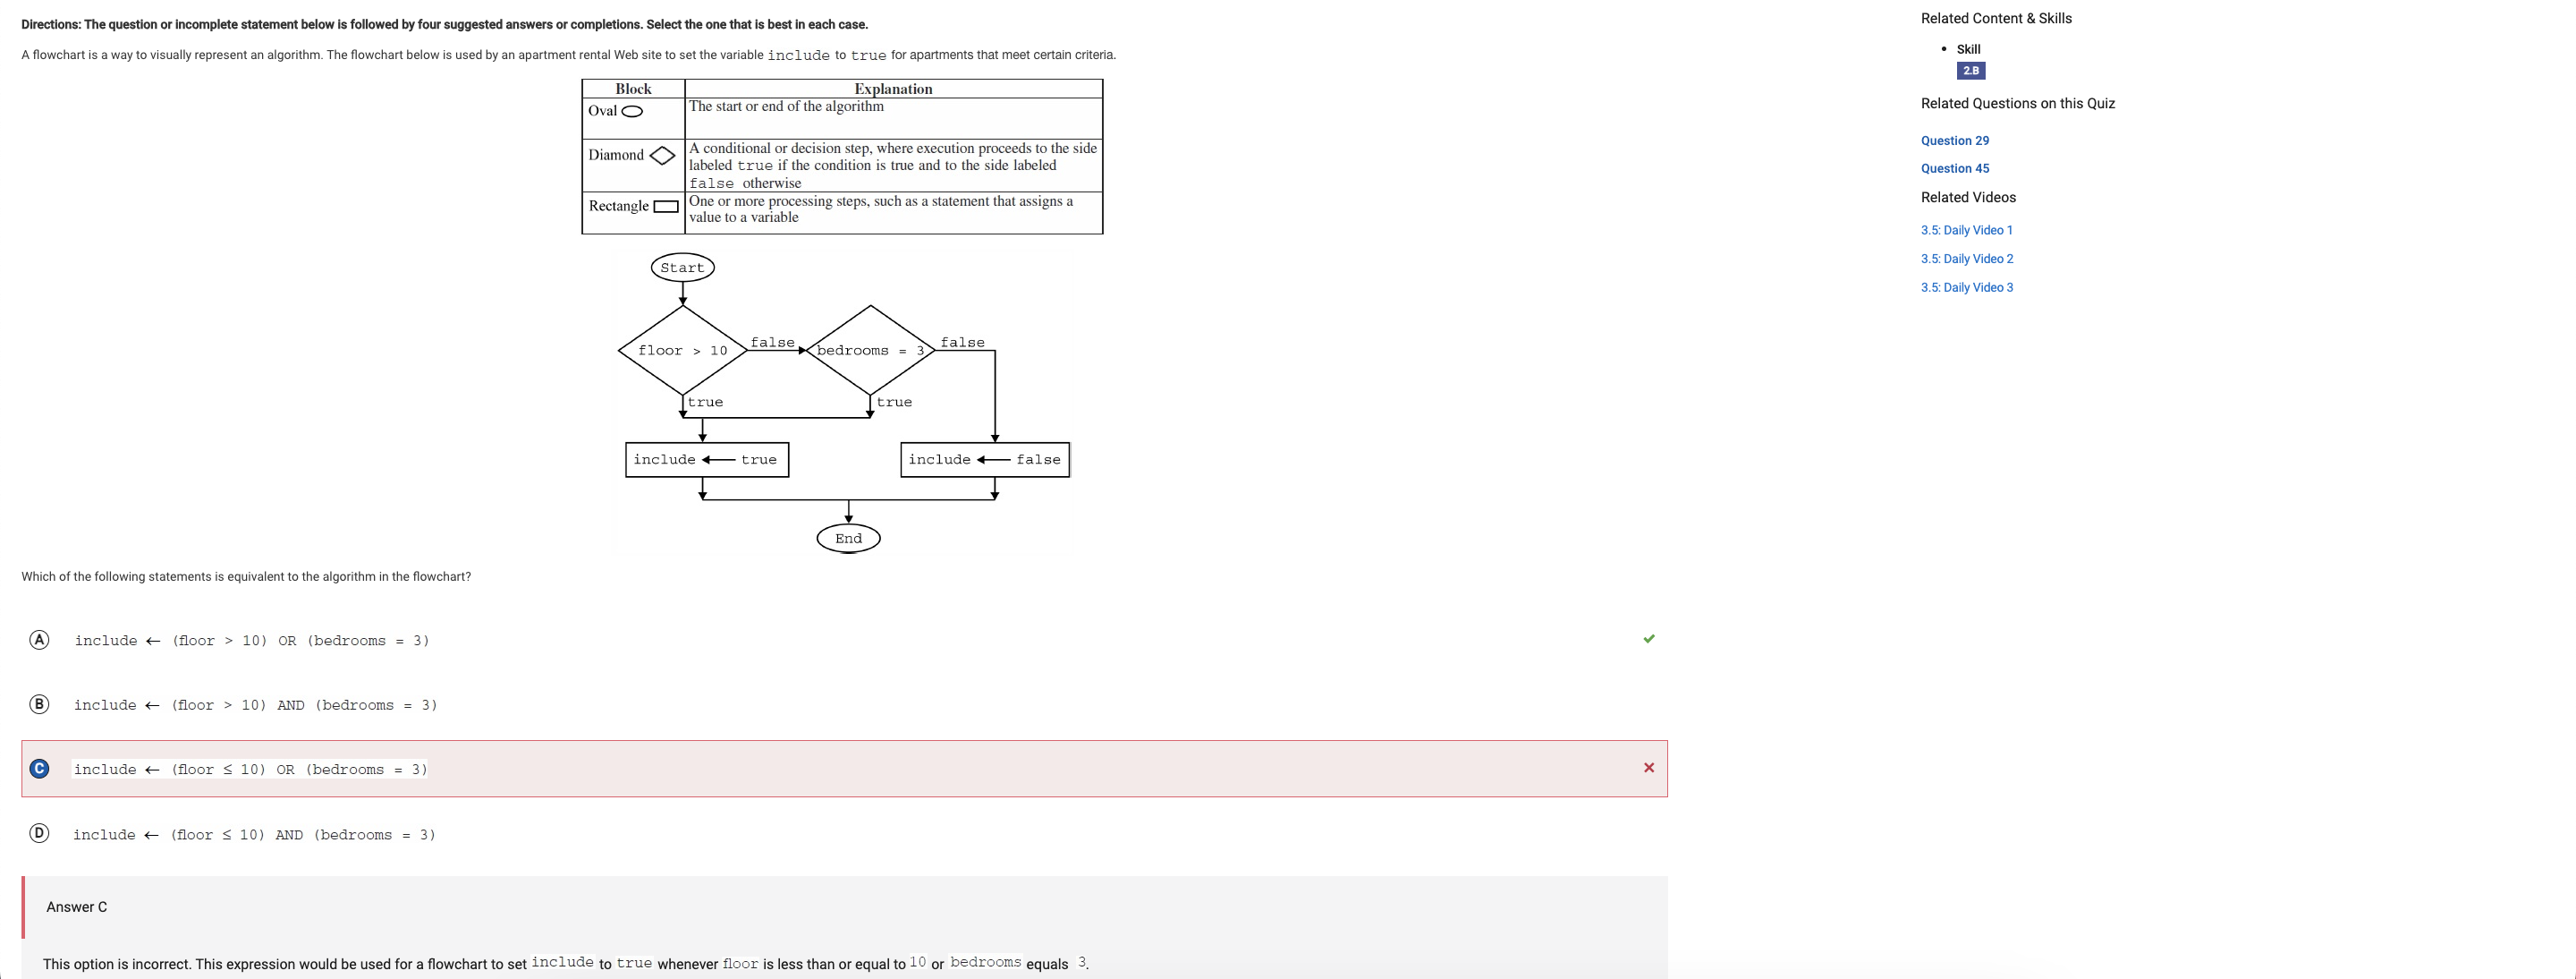 Directions: The question or incomplete statement below is followed by four suggested answers or completions. Select the one that is best in each case.
A flowchart is a way to visually represent an algorithm. The flowchart below is used by an apartment rental Web site to set the variable include to true for apartments that meet certain criteria.
Block Explanation
Oval The start or end of the algorithm
Diamond A conditional or decision step, where execution proceeds to the side
labeled true if the condition is true and to the side labeled
false otherwise
Rectangle One or more processing steps, such as a statement that assigns a
value to a variable
Start
floor > 10 false bedrooms = 3 false
true true
include ← true include ← false
End
Which of the following statements is equivalent to the algorithm in the flowchart?
A include ← (floor > 10) OR (bedrooms = 3)
B include ← (floor > 10) AND (bedrooms = 3)
C include ← (floor ≤ 10) OR (bedrooms = 3)
D include ← (floor ≤ 10) AND (bedrooms = 3)
Answer C
This option is incorrect. This expression would be used for a flowchart to set include to true whenever floor is less than or equal to 10 or bedrooms equals 3.
Related Content & Skills
• Skill
2.B
Related Questions on this Quiz
Question 29
Question 45
Related Videos
3.5: Daily Video 1
3.5: Daily Video 2
3.5: Daily Video 3